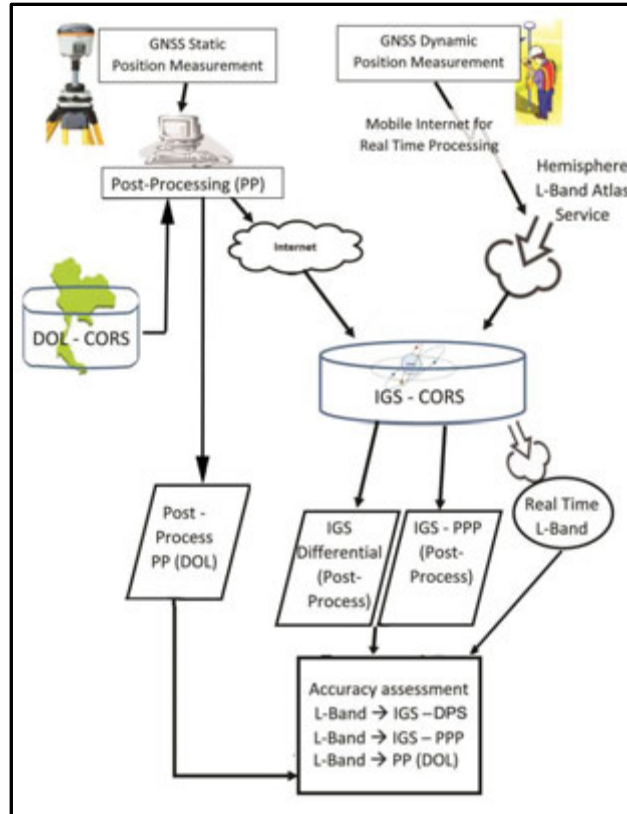 GNSS Static
Position Measurement
GNSS Dynamic
Position Measurement
Mobile Internet for
Real Time Processing
Hemisphere
L-Band Atlas
Service
Post-Processing (PP)
Internet
DOL - CORS
IGS - CORS
Post -
Process
PP (DOL)
IGS
Differential
(Post-
Process)
IGS - PPP
(Post-
Process)
Real Time
L-Band
Accuracy assessment
L-Band → IGS – DPS
L-Band → IGS – PPP
L-Band → PP (DOL)